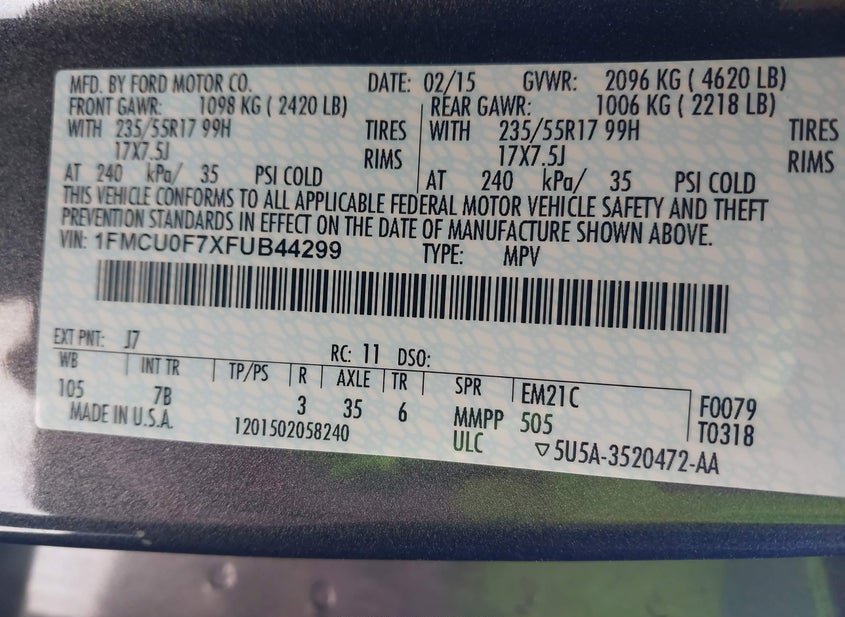 MFD. BY FORD MOTOR CO. DATE: 02/15 GVWR: 2096 KG ( 4620 LB)
FRONT GAWR: 1098 KG ( 2420 LB) REAR GAWR: 1006 KG ( 2218 LB)
WITH 235/55R17 99H TIRES WITH 235/55R17 99H TIRES
17X7.5J RIMS 17X7.5J RIMS
AT 240 kPa/ 35 PSI COLD AT 240 kPa/ 35 PSI COLD
THIS VEHICLE CONFORMS TO ALL APPLICABLE FEDERAL MOTOR VEHICLE SAFETY AND THEFT
PREVENTION STANDARDS IN EFFECT ON THE DATE OF MANUFACTURE SHOWN ABOVE.
VIN: 1FMCU0F7XFUB44299 TYPE: MPV
EXT PNT: J7 RC: 11 DSO:
WB INT TR TP/PS R AXLE TR SPR EM21C F0079
105 7B 3 35 6 MMPP 505 T0318
MADE IN U.S.A. 1201502058240 ULC ▽5U5A-3520472-AA